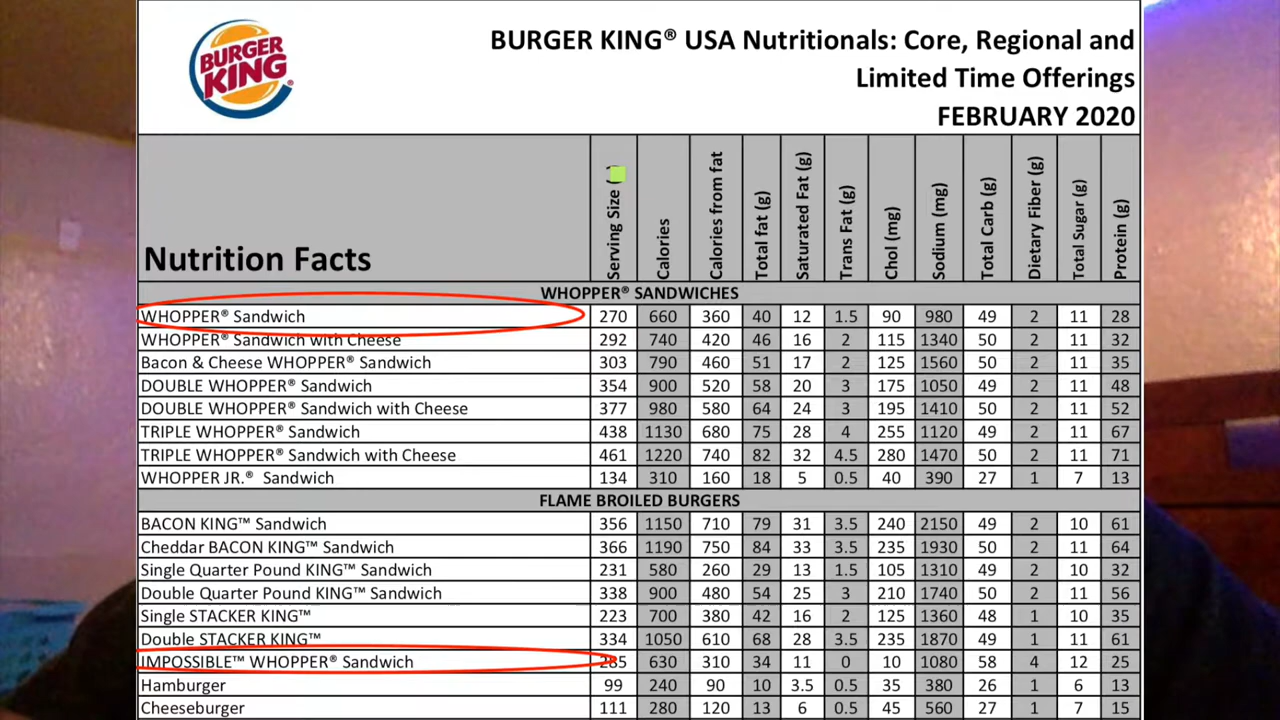 BURGER
KING®
BURGER KING® USA Nutritionals: Core, Regional and
Limited Time Offerings
FEBRUARY 2020
Nutrition Facts Serving Size Calories Calories from fat Total fat (g) Saturated Fat (g) Trans Fat (g) Chol (mg) Sodium (mg) Total Carb (g) Dietary Fiber (g) Total Sugar (g) Protein (g)
WHOPPER® SANDWICHES
WHOPPER® Sandwich 270 660 360 40 12 1.5 90 980 49 2 11 28
WHOPPER® Sandwich with Cheese 292 740 420 46 16 2 115 1340 50 2 11 32
Bacon & Cheese WHOPPER® Sandwich 303 790 460 51 17 2 125 1560 50 2 11 35
DOUBLE WHOPPER® Sandwich 354 900 520 58 20 3 175 1050 49 2 11 48
DOUBLE WHOPPER® Sandwich with Cheese 377 980 580 64 24 3 195 1410 50 2 11 52
TRIPLE WHOPPER® Sandwich 438 1130 680 75 28 4 255 1120 49 2 11 67
TRIPLE WHOPPER® Sandwich with Cheese 461 1220 740 82 32 4.5 280 1470 50 2 11 71
WHOPPER JR.® Sandwich 134 310 160 18 5 0.5 40 390 27 1 7 13
FLAME BROILED BURGERS
BACON KING™ Sandwich 356 1150 710 79 31 3.5 240 2150 49 2 10 61
Cheddar BACON KING™ Sandwich 366 1190 750 84 33 3.5 235 1930 50 2 11 64
Single Quarter Pound KING™ Sandwich 231 580 260 29 13 1.5 105 1310 49 2 10 32
Double Quarter Pound KING™ Sandwich 338 900 480 54 25 3 210 1740 50 2 11 56
Single STACKER KING™ 223 700 380 42 16 2 125 1360 48 1 10 35
Double STACKER KING™ 334 1050 610 68 28 3.5 235 1870 49 1 11 61
IMPOSSIBLE™ WHOPPER® Sandwich 285 630 310 34 11 0 10 1080 58 4 12 25
Hamburger 99 240 90 10 3.5 0.5 35 380 26 1 6 13
Cheeseburger 111 280 120 13 6 0.5 45 560 27 1 7 15